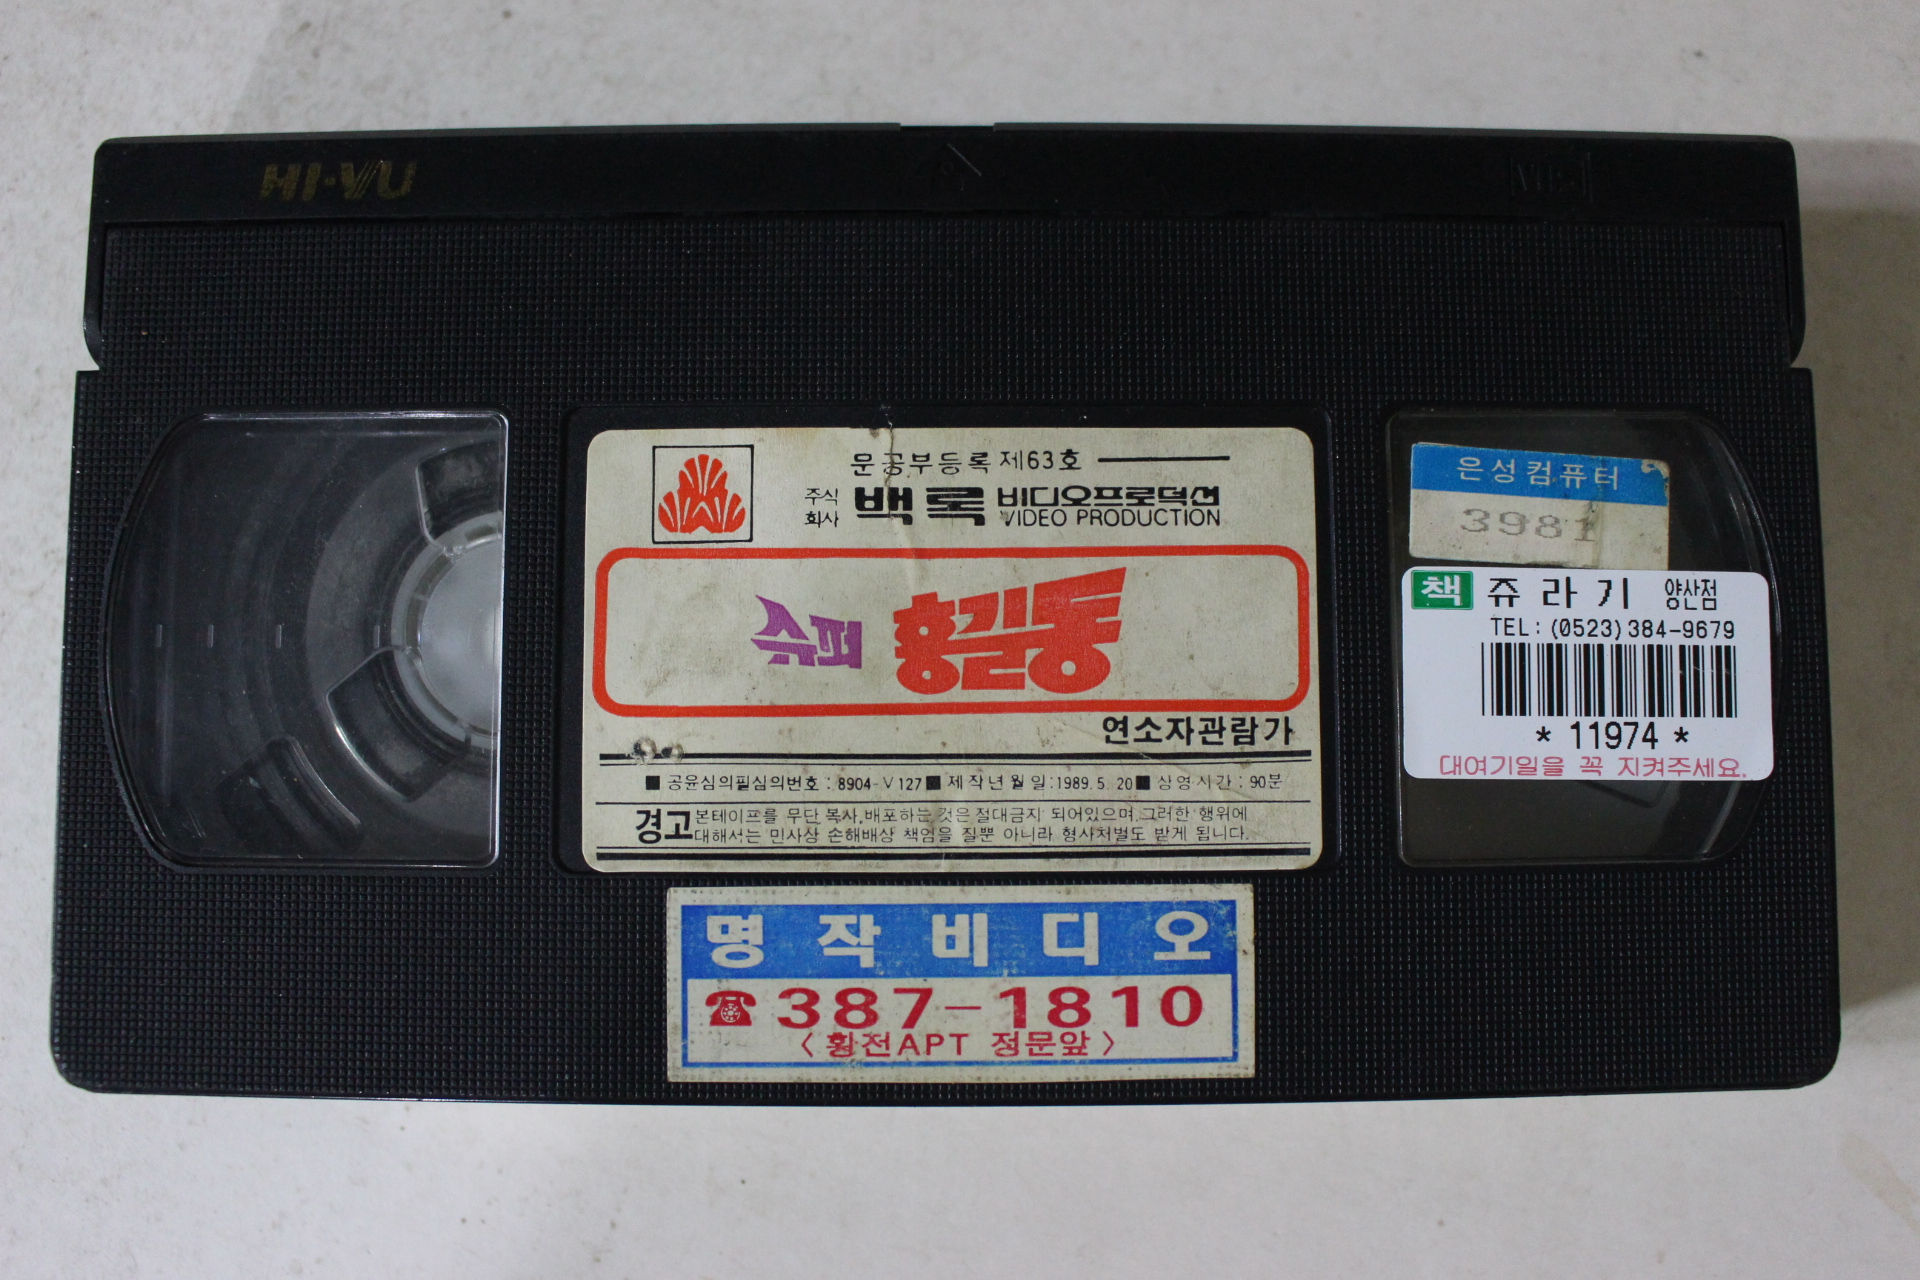 HI-VU
VHS
문공부등록 제63호
주식회사 백록 비디오프로덕션
VIDEO PRODUCTION
슈퍼 홍길동
연소자관람가
■ 공윤심의필심의번호 : 8904-V127 ■ 제작년월일:1989.5.20 ■ 상영시간 : 90분
경고 본테이프를 무단 복사,배포하는 것은 절대금지 되어있으며,그러한 행위에
대해서는 민사상 손해배상 책임을 질뿐 아니라 형사처벌도 받게 됩니다.
은성컴퓨터
3981
책 쥬라기 양산점
TEL:(0523)384-9679
* 11974 *
대여기일을 꼭 지켜주세요.
명작비디오
☎387-1810
〈횡전APT 정문앞〉